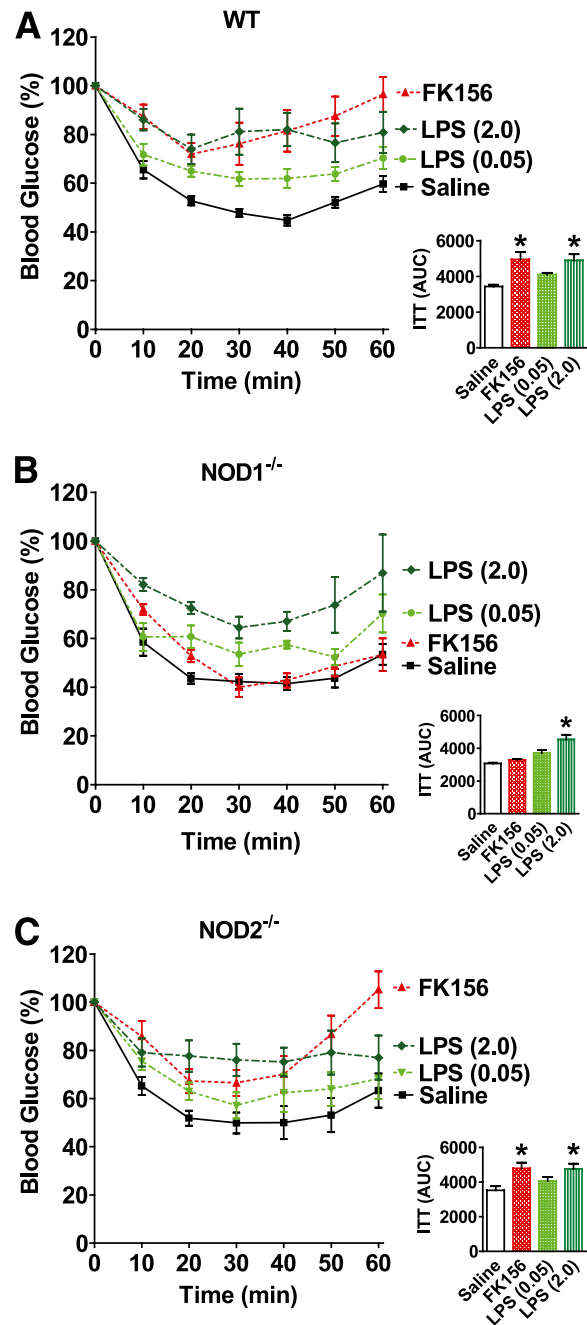 A
WT
Blood Glucose (%)
120
100
80
60
40
20
0
0 10 20 30 40 50 60
Time (min)
FK156
LPS (2.0)
LPS (0.05)
Saline
ITT (AUC)
6000
4000
2000
0
* *
Saline
FK156
LPS (0.05)
LPS (2.0)
B
NOD1-/-
Blood Glucose (%)
120
100
80
60
40
20
0
0 10 20 30 40 50 60
Time (min)
LPS (2.0)
LPS (0.05)
FK156
Saline
ITT (AUC)
6000
4000
2000
0
*
Saline
FK156
LPS (0.05)
LPS (2.0)
C
NOD2-/-
Blood Glucose (%)
120
100
80
60
40
20
0
0 10 20 30 40 50 60
Time (min)
FK156
LPS (2.0)
LPS (0.05)
Saline
ITT (AUC)
6000
4000
2000
0
* *
Saline
FK156
LPS (0.05)
LPS (2.0)